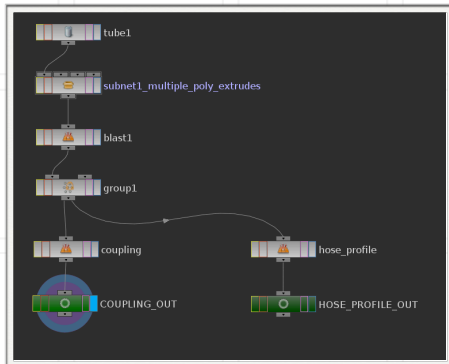 tube1
subnet1_multiple_poly_extrudes
blast1
group1
coupling
hose_profile
COUPLING_OUT
HOSE_PROFILE_OUT